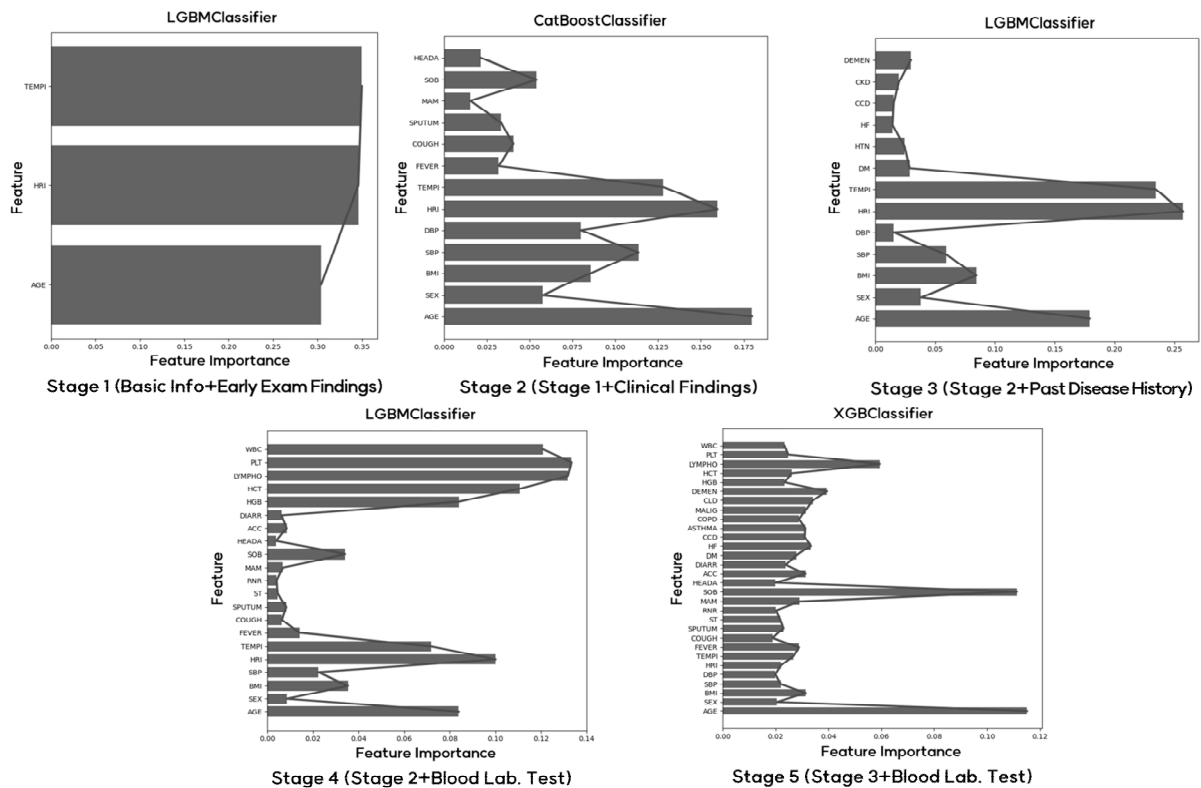 LGBMClassifier
TEMPI
HRI
AGE
Feature
0.00 0.05 0.10 0.15 0.20 0.25 0.30 0.35
Feature Importance
Stage 1 (Basic Info+Early Exam Findings)
CatBoostClassifier
HEADA
SOB
MAM
SPUTUM
COUGH
FEVER
TEMPI
HRI
DBP
SBP
BMI
SEX
AGE
Feature
0.000 0.025 0.050 0.075 0.100 0.125 0.150 0.175
Feature Importance
Stage 2 (Stage 1+Clinical Findings)
LGBMClassifier
DEMEN
CKD
CCD
HF
HTN
DM
TEMPI
HRI
DBP
SBP
BMI
SEX
AGE
Feature
0.00 0.05 0.10 0.15 0.20 0.25
Feature Importance
Stage 3 (Stage 2+Past Disease History)
LGBMClassifier
WBC
PLT
LYMPHO
HCT
HGB
DIARR
ACC
HEADA
SOB
MAM
RNR
ST
SPUTUM
COUGH
FEVER
TEMPI
HRI
SBP
BMI
SEX
AGE
Feature
0.00 0.02 0.04 0.06 0.08 0.10 0.12 0.14
Feature Importance
Stage 4 (Stage 2+Blood Lab. Test)
XGBClassifier
WBC
PLT
LYMPHO
HCT
HGB
DEMEN
CLD
MALIG
COPD
ASTHMA
CCD
HF
DM
DIARR
ACC
HEADA
SOB
MAM
RNR
ST
SPUTUM
COUGH
FEVER
TEMPI
HRI
DBP
SBP
BMI
SEX
AGE
Feature
0.00 0.02 0.04 0.06 0.08 0.10 0.12
Feature Importance
Stage 5 (Stage 3+Blood Lab. Test)